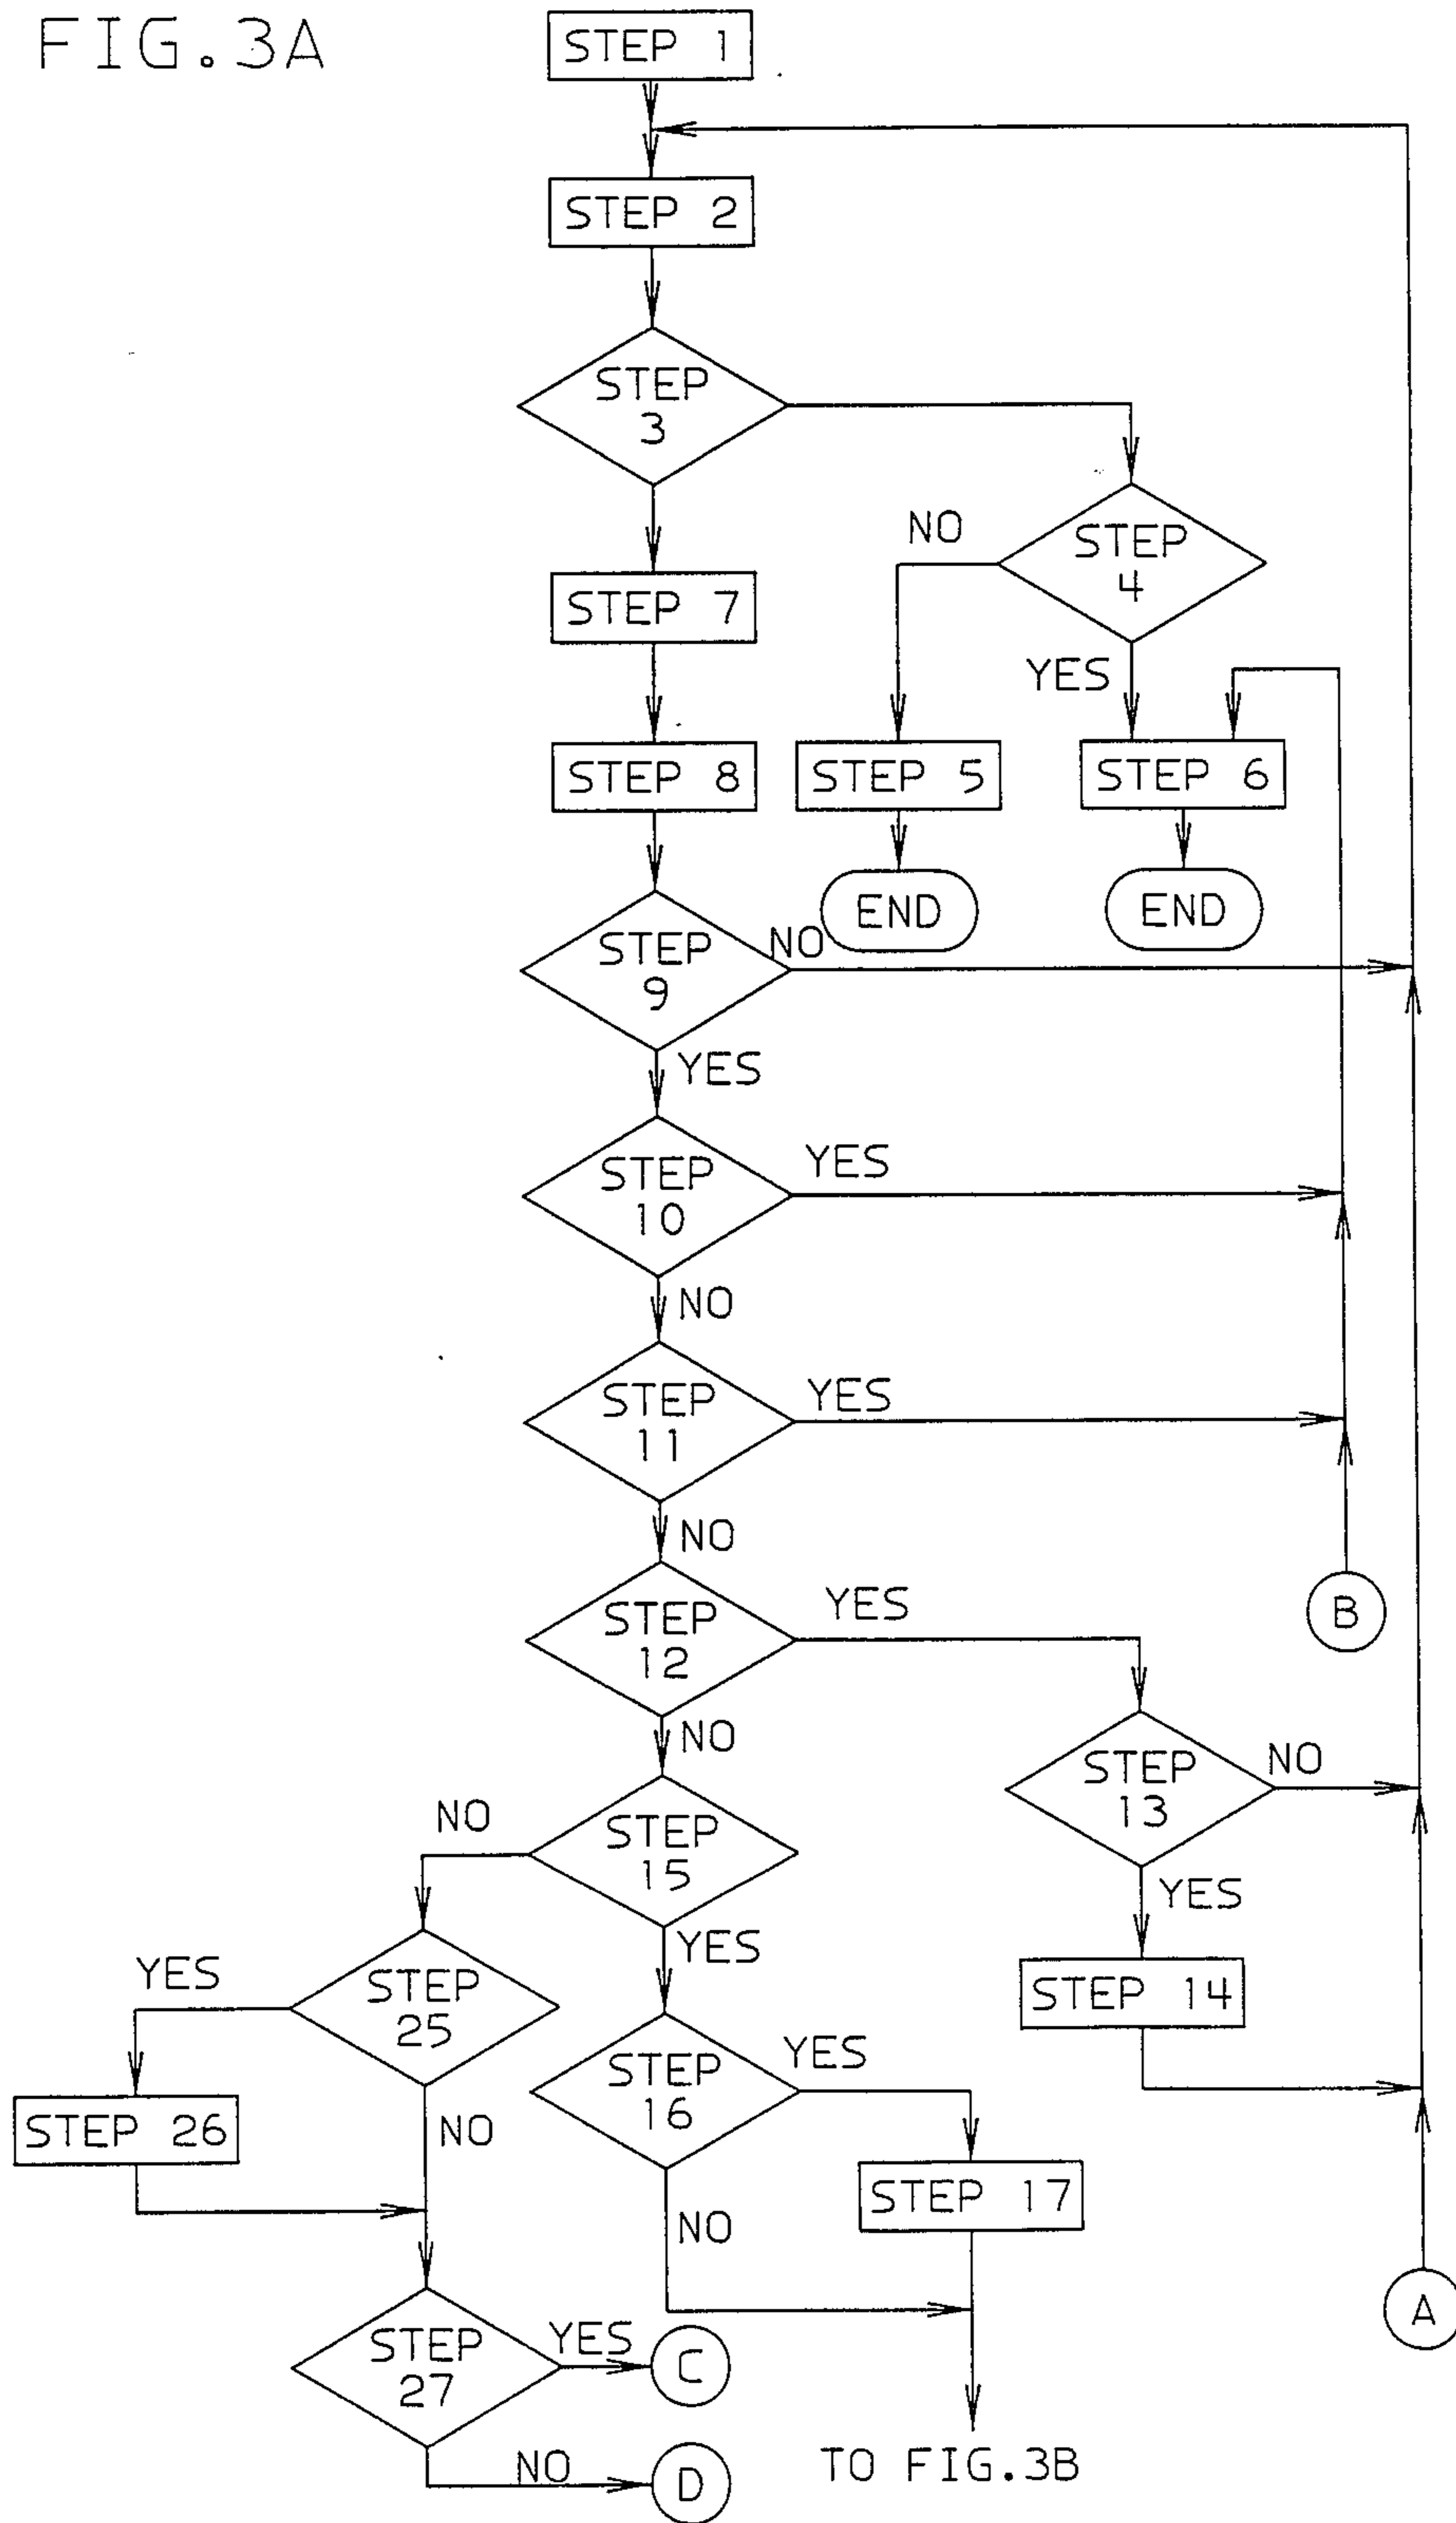 FIG.3A
STEP 1
STEP 2
STEP
3
NO
STEP
4
STEP 7
YES
STEP 8
STEP 5
STEP 6
END
END
STEP
9
NO
YES
STEP
10
YES
NO
STEP
11
YES
NO
STEP
12
YES
B
NO
STEP
13
NO
NO
STEP
15
YES
YES
YES
STEP
25
STEP 14
STEP
16
YES
STEP 26
NO
STEP 17
NO
STEP
27
YES
C
A
NO
D
TO FIG.3B